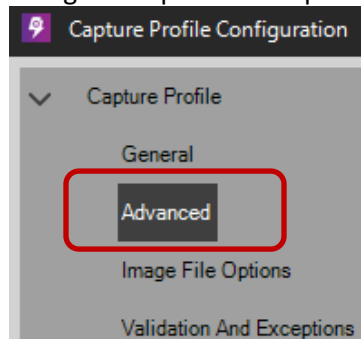 Capture Profile Configuration
Capture Profile
General
Advanced
Image File Options
Validation And Exceptions